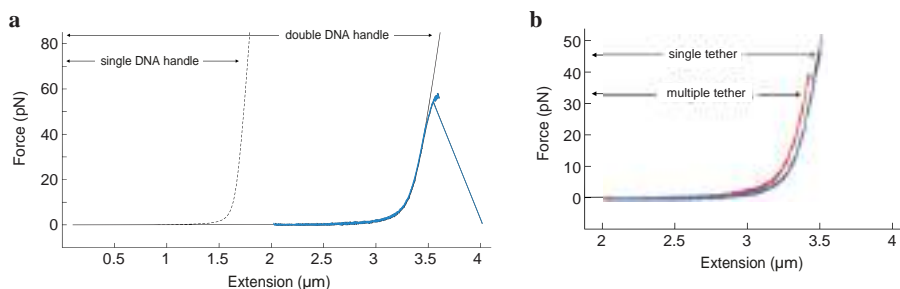 a
80
60
40
20
0
Force (pN)
double DNA handle
single DNA handle
0.5
1
1.5
2
2.5
3
3.5
4
Extension (µm)
b
50
40
30
20
10
0
Force (pN)
single tether
multiple tether
2
2.5
3
3.5
4
Extension (µm)